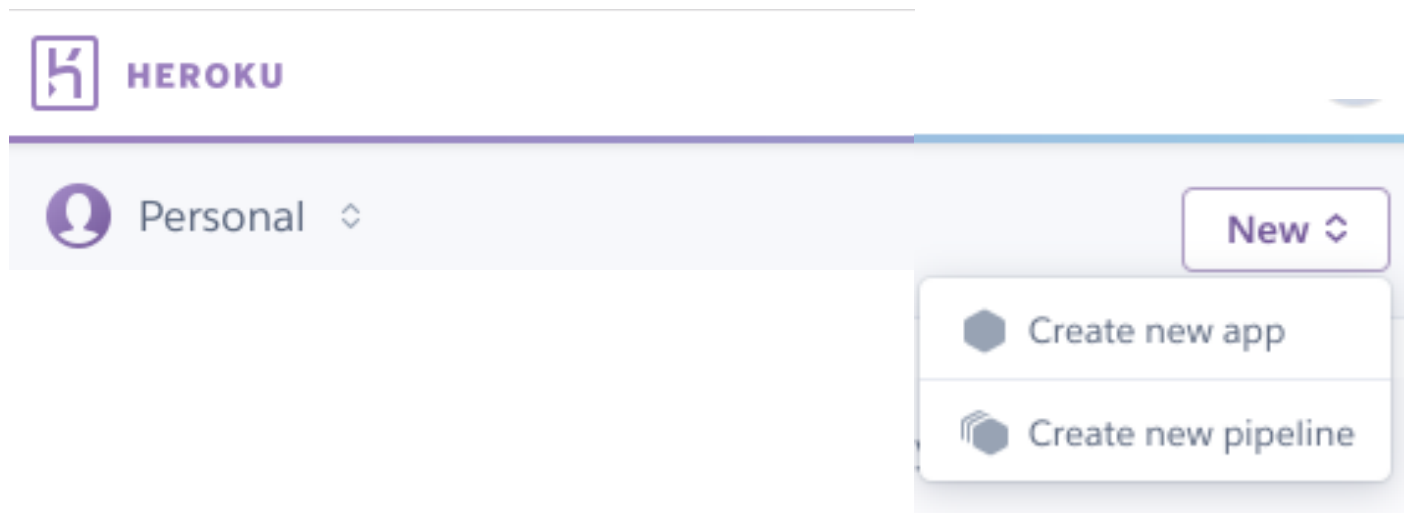 HEROKU
Personal
New
Create new app
Create new pipeline